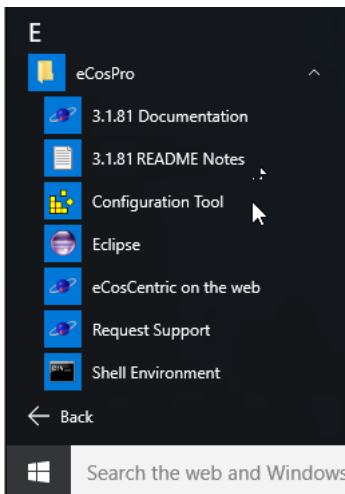 E
eCosPro
3.1.81 Documentation
3.1.81 README Notes
Configuration Tool
Eclipse
eCosCentric on the web
Request Support
Shell Environment
Back
Search the web and Windows